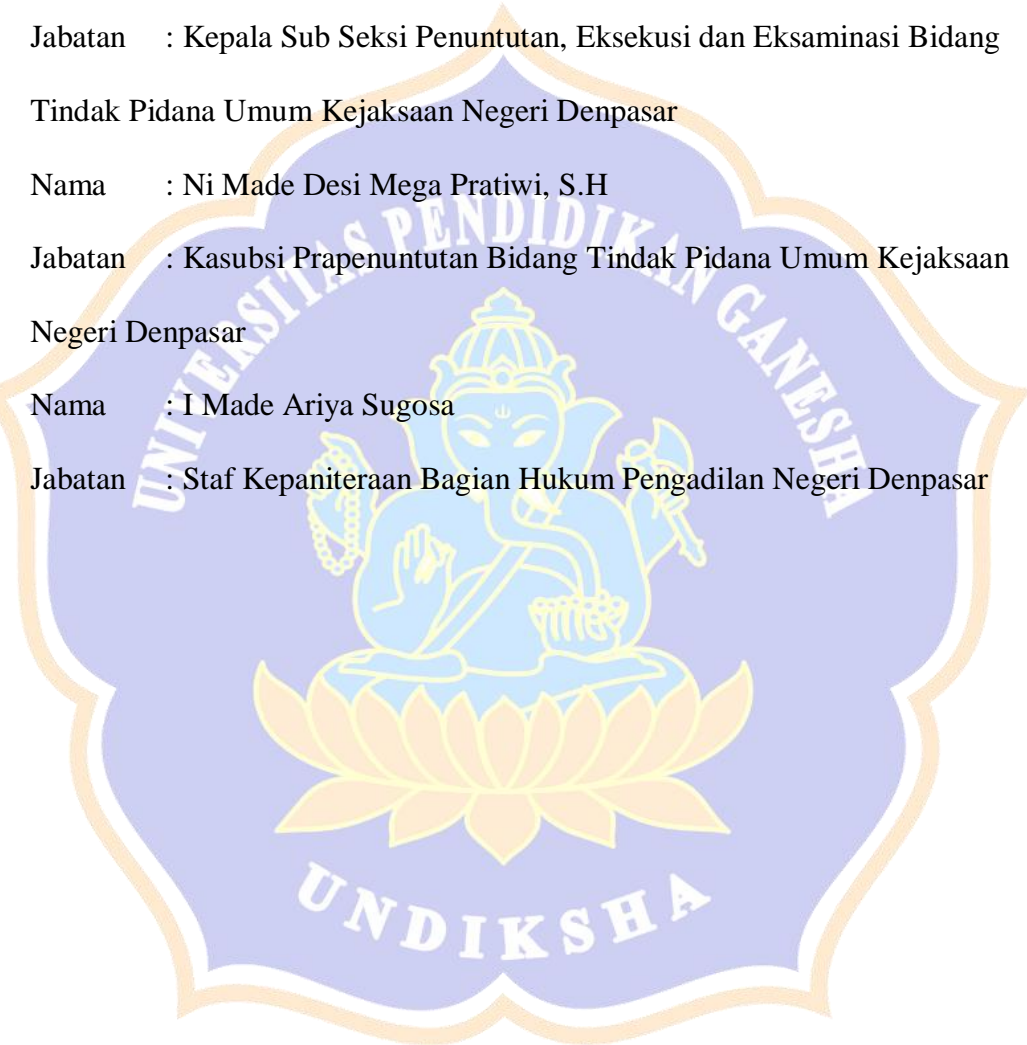 Jabatan : Kepala Sub Seksi Penuntutan, Eksekusi dan Eksaminasi Bidang
Tindak Pidana Umum Kejaksaan Negeri Denpasar
Nama : Ni Made Desi Mega Pratiwi, S.H
Jabatan : Kasubsi Prapenuntutan Bidang Tindak Pidana Umum Kejaksaan
Negeri Denpasar
Nama : I Made Ariya Sugosa
Jabatan : Staf Kepaniteraan Bagian Hukum Pengadilan Negeri Denpasar
UNIVERSITAS PENDIDIKAN GANESHA
UNDIKSHA